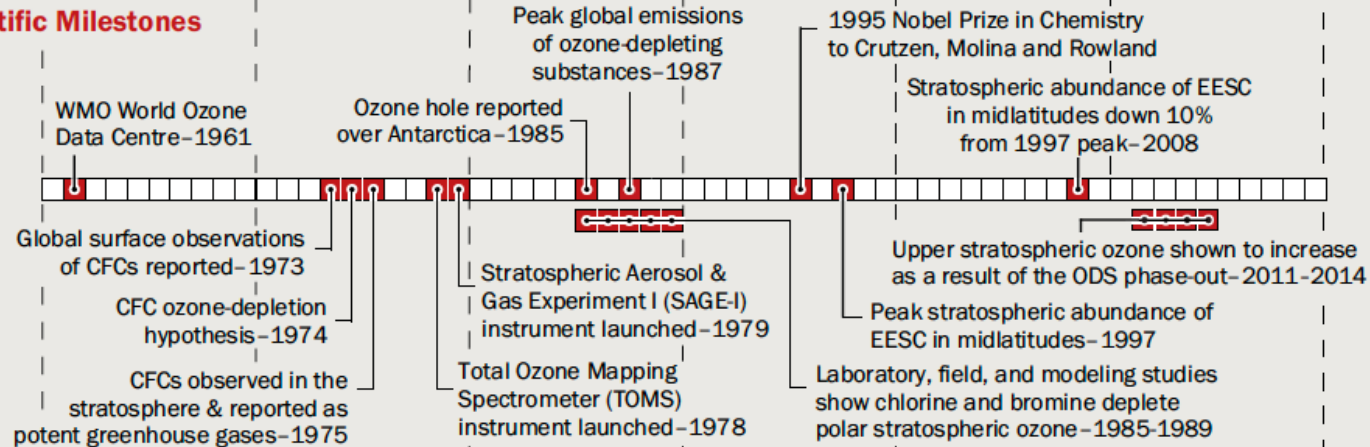 tific Milestones
WMO World Ozone
Data Centre–1961
Ozone hole reported
over Antarctica–1985
Peak global emissions
of ozone-depleting
substances–1987
1995 Nobel Prize in Chemistry
to Crutzen, Molina and Rowland
Stratospheric abundance of EESC
in midlatitudes down 10%
from 1997 peak–2008
Global surface observations
of CFCs reported–1973
CFC ozone-depletion
hypothesis–1974
CFCs observed in the
stratosphere & reported as
potent greenhouse gases–1975
Stratospheric Aerosol &
Gas Experiment I (SAGE-I)
instrument launched–1979
Total Ozone Mapping
Spectrometer (TOMS)
instrument launched–1978
Upper stratospheric ozone shown to increase
as a result of the ODS phase-out–2011-2014
Peak stratospheric abundance of
EESC in midlatitudes–1997
Laboratory, field, and modeling studies
show chlorine and bromine deplete
polar stratospheric ozone–1985-1989